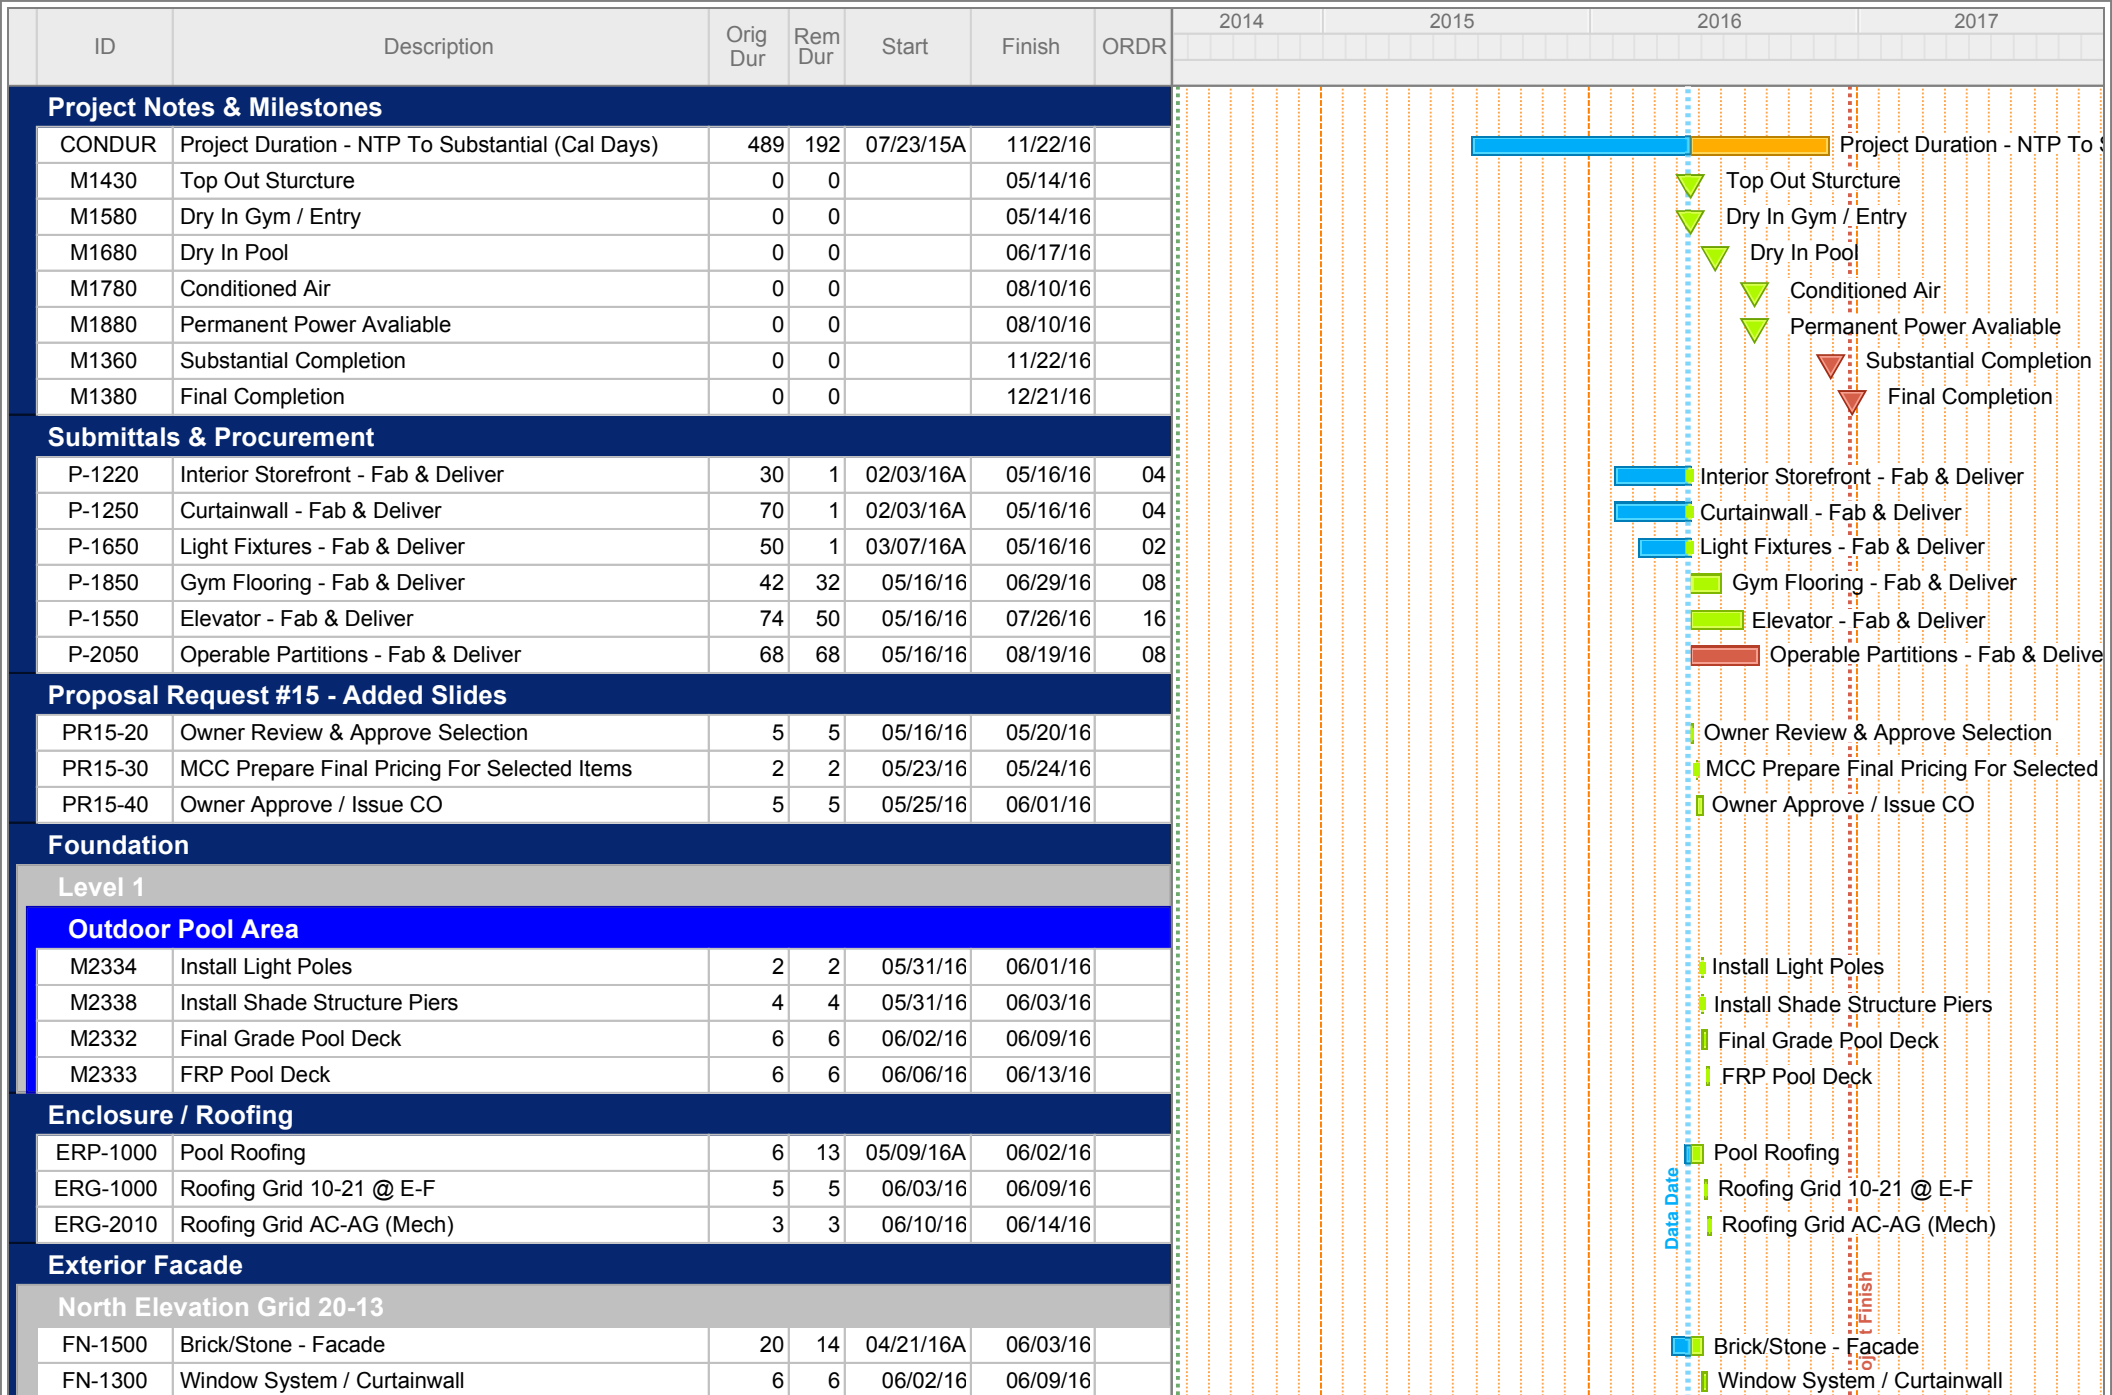 ID Description Orig Dur Rem Dur Start Finish ORDR 2014 2015 2016 2017
Project Notes & Milestones
CONDUR Project Duration - NTP To Substantial (Cal Days) 489 192 07/23/15A 11/22/16 Project Duration - NTP To
M1430 Top Out Sturcture 0 0 05/14/16 Top Out Sturcture
M1580 Dry In Gym / Entry 0 0 05/14/16 Dry In Gym / Entry
M1680 Dry In Pool 0 0 06/17/16 Dry In Pool
M1780 Conditioned Air 0 0 08/10/16 Conditioned Air
M1880 Permanent Power Avaliable 0 0 08/10/16 Permanent Power Avaliable
M1360 Substantial Completion 0 0 11/22/16 Substantial Completion
M1380 Final Completion 0 0 12/21/16 Final Completion
Submittals & Procurement
P-1220 Interior Storefront - Fab & Deliver 30 1 02/03/16A 05/16/16 04 Interior Storefront - Fab & Deliver
P-1250 Curtainwall - Fab & Deliver 70 1 02/03/16A 05/16/16 04 Curtainwall - Fab & Deliver
P-1650 Light Fixtures - Fab & Deliver 50 1 03/07/16A 05/16/16 02 Light Fixtures - Fab & Deliver
P-1850 Gym Flooring - Fab & Deliver 42 32 05/16/16 06/29/16 08 Gym Flooring - Fab & Deliver
P-1550 Elevator - Fab & Deliver 74 50 05/16/16 07/26/16 16 Elevator - Fab & Deliver
P-2050 Operable Partitions - Fab & Deliver 68 68 05/16/16 08/19/16 08 Operable Partitions - Fab & Delive
Proposal Request #15 - Added Slides
PR15-20 Owner Review & Approve Selection 5 5 05/16/16 05/20/16 Owner Review & Approve Selection
PR15-30 MCC Prepare Final Pricing For Selected Items 2 2 05/23/16 05/24/16 MCC Prepare Final Pricing For Selected
PR15-40 Owner Approve / Issue CO 5 5 05/25/16 06/01/16 Owner Approve / Issue CO
Foundation
Level 1
Outdoor Pool Area
M2334 Install Light Poles 2 2 05/31/16 06/01/16 Install Light Poles
M2338 Install Shade Structure Piers 4 4 05/31/16 06/03/16 Install Shade Structure Piers
M2332 Final Grade Pool Deck 6 6 06/02/16 06/09/16 Final Grade Pool Deck
M2333 FRP Pool Deck 6 6 06/06/16 06/13/16 FRP Pool Deck
Enclosure / Roofing
ERP-1000 Pool Roofing 6 13 05/09/16A 06/02/16 Pool Roofing
ERG-1000 Roofing Grid 10-21 @ E-F 5 5 06/03/16 06/09/16 Roofing Grid 10-21 @ E-F
ERG-2010 Roofing Grid AC-AG (Mech) 3 3 06/10/16 06/14/16 Roofing Grid AC-AG (Mech)
Data Date
Exterior Facade
North Elevation Grid 20-13
Finish
FN-1500 Brick/Stone - Facade 20 14 04/21/16A 06/03/16 Brick/Stone - Facade
FN-1300 Window System / Curtainwall 6 6 06/02/16 06/09/16 Window System / Curtainwall